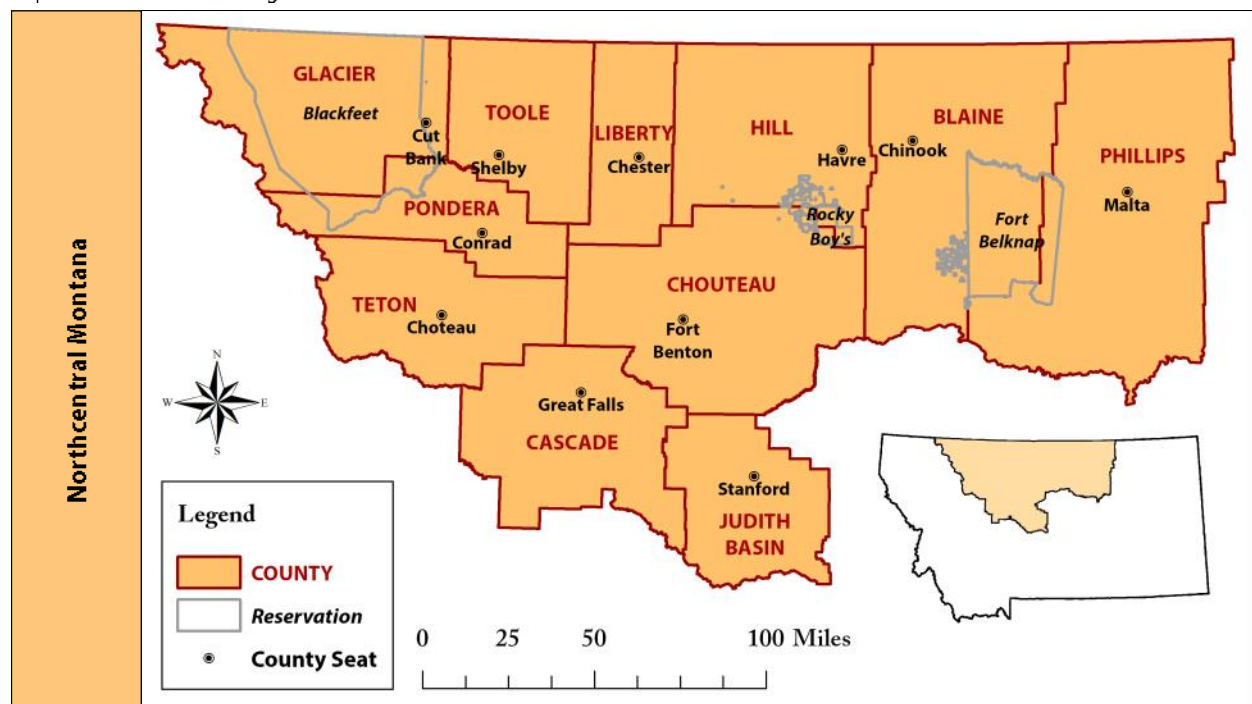 Northcentral Montana
GLACIER
Blackfeet
Cut
Bank
TOOLE
Shelby
LIBERTY
Chester
HILL
Havre
BLAINE
Chinook
PHILLIPS
Malta
PONDERA
Conrad
Rocky
Boy's
Fort
Belknap
TETON
Choteau
CHOUTEAU
Fort
Benton
Great Falls
CASCADE
Stanford
JUDITH
BASIN
N
W
E
S
Legend
COUNTY
Reservation
County Seat
0 25 50 100 Miles